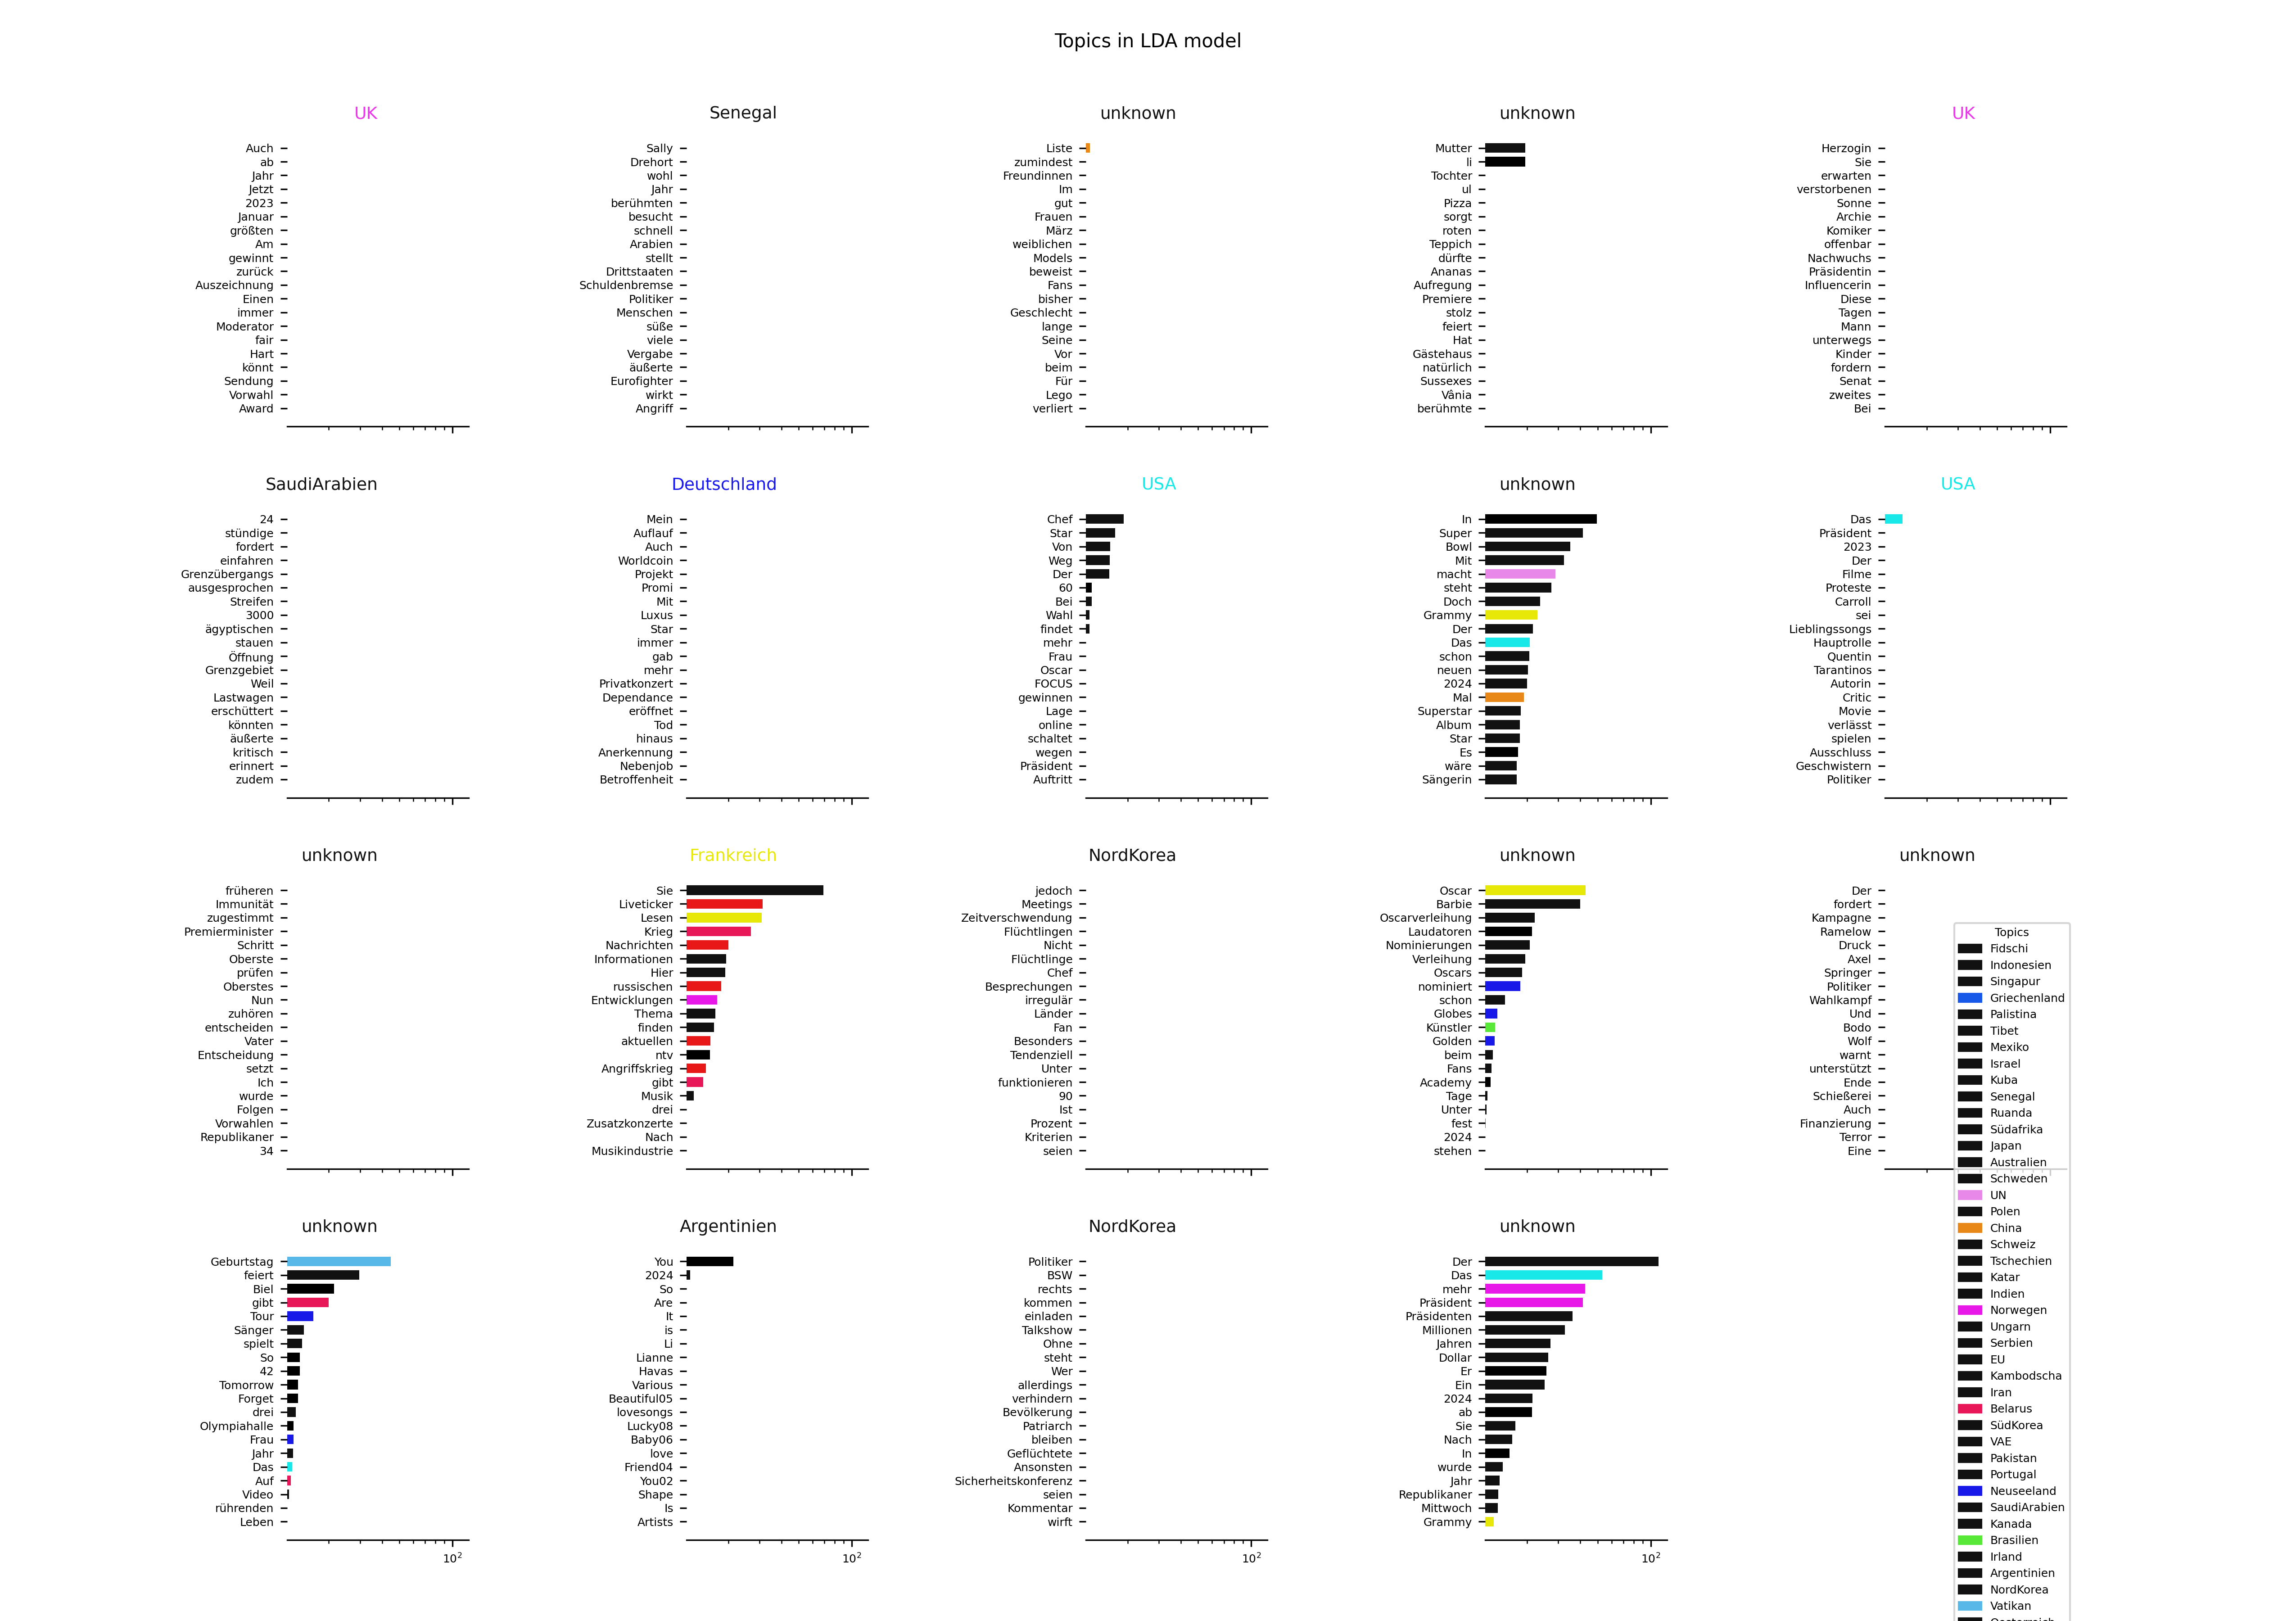 Topics in LDA model
UK
Auch
ab
Jahr
Jetzt
2023
Januar
größten
Am
gewinnt
zurück
Auszeichnung
Einen
immer
Moderator
fair
Hart
könnt
Sendung
Vorwahl
Award
Senegal
Sally
Drehort
wohl
Jahr
berühmten
besucht
schnell
Arabien
stellt
Drittstaaten
Schuldenbremse
Politiker
Menschen
süße
viele
Vergabe
äußerte
Eurofighter
wirkt
Angriff
unknown
Liste
zumindest
Freundinnen
Im
gut
Frauen
März
weiblichen
Models
beweist
Fans
bisher
Geschlecht
lange
Seine
Vor
beim
Für
Lego
verliert
unknown
Mutter
li
Tochter
ul
Pizza
sorgt
roten
Teppich
dürfte
Ananas
Aufregung
Premiere
stolz
feiert
Hat
Gästehaus
natürlich
Sussexes
Vânia
berühmte
UK
Herzogin
Sie
erwarten
verstorbenen
Sonne
Archie
Komiker
offenbar
Nachwuchs
Präsidentin
Influencerin
Diese
Tagen
Mann
unterwegs
Kinder
fordern
Senat
zweites
Bei
SaudiArabien
24
stündige
fordert
einfahren
Grenzübergangs
ausgesprochen
Streifen
3000
ägyptischen
stauen
Öffnung
Grenzgebiet
Weil
Lastwagen
erschüttert
könnten
äußerte
kritisch
erinnert
zudem
Deutschland
Mein
Auflauf
Auch
Worldcoin
Projekt
Promi
Mit
Luxus
Star
immer
gab
mehr
Privatkonzert
Dependance
eröffnet
Tod
hinaus
Anerkennung
Nebenjob
Betroffenheit
USA
Chef
Star
Von
Weg
Der
60
Bei
Wahl
findet
mehr
Frau
Oscar
FOCUS
gewinnen
Lage
online
schaltet
wegen
Präsident
Auftritt
unknown
In
Super
Bowl
Mit
macht
steht
Doch
Grammy
Der
Das
schon
neuen
2024
Mal
Superstar
Album
Star
Es
wäre
Sängerin
USA
Das
Präsident
2023
Der
Filme
Proteste
Carroll
sei
Lieblingssongs
Hauptrolle
Quentin
Tarantinos
Autorin
Critic
Movie
verlässt
spielen
Ausschluss
Geschwistern
Politiker
unknown
früheren
Immunität
zugestimmt
Premierminister
Schritt
Oberste
prüfen
Oberstes
Nun
zuhören
entscheiden
Vater
Entscheidung
setzt
Ich
wurde
Folgen
Vorwahlen
Republikaner
34
Frankreich
Sie
Liveticker
Lesen
Krieg
Nachrichten
Informationen
Hier
russischen
Entwicklungen
Thema
finden
aktuellen
ntv
Angriffskrieg
gibt
Musik
drei
Zusatzkonzerte
Nach
Musikindustrie
NordKorea
jedoch
Meetings
Zeitverschwendung
Flüchtlingen
Nicht
Flüchtlinge
Chef
Besprechungen
irregulär
Länder
Fan
Besonders
Tendenziell
Unter
funktionieren
90
Ist
Prozent
Kriterien
seien
unknown
Oscar
Barbie
Oscarverleihung
Laudatoren
Nominierungen
Verleihung
Oscars
nominiert
schon
Globes
Künstler
Golden
beim
Fans
Academy
Tage
Unter
fest
2024
stehen
unknown
Der
fordert
Kampagne
Ramelow
Druck
Axel
Springer
Politiker
Wahlkampf
Und
Bodo
Wolf
warnt
unterstützt
Ende
Schießerei
Auch
Finanzierung
Terror
Eine
unknown
Geburtstag
feiert
Biel
gibt
Tour
Sänger
spielt
So
42
Tomorrow
Forget
drei
Olympiahalle
Frau
Jahr
Das
Auf
Video
rührenden
Leben
10²
Argentinien
You
2024
So
Are
It
is
Li
Lianne
Havas
Various
Beautiful05
lovesongs
Lucky08
Baby06
love
Friend04
You02
Shape
Is
Artists
10²
NordKorea
Politiker
BSW
rechts
kommen
einladen
Talkshow
Ohne
steht
Wer
allerdings
verhindern
Bevölkerung
Patriarch
bleiben
Geflüchtete
Ansonsten
Sicherheitskonferenz
seien
Kommentar
wirft
10²
unknown
Der
Das
mehr
Präsident
Präsidenten
Millionen
Jahren
Dollar
Er
Ein
2024
ab
Sie
Nach
In
wurde
Jahr
Republikaner
Mittwoch
Grammy
10²
Topics
Fidschi
Indonesien
Singapur
Griechenland
Palistina
Tibet
Mexiko
Israel
Kuba
Senegal
Ruanda
Südafrika
Japan
Australien
Schweden
UN
Polen
China
Schweiz
Tschechien
Katar
Indien
Norwegen
Ungarn
Serbien
EU
Kambodscha
Iran
Belarus
SüdKorea
VAE
Pakistan
Portugal
Neuseeland
SaudiArabien
Kanada
Brasilien
Irland
Argentinien
NordKorea
Vatikan